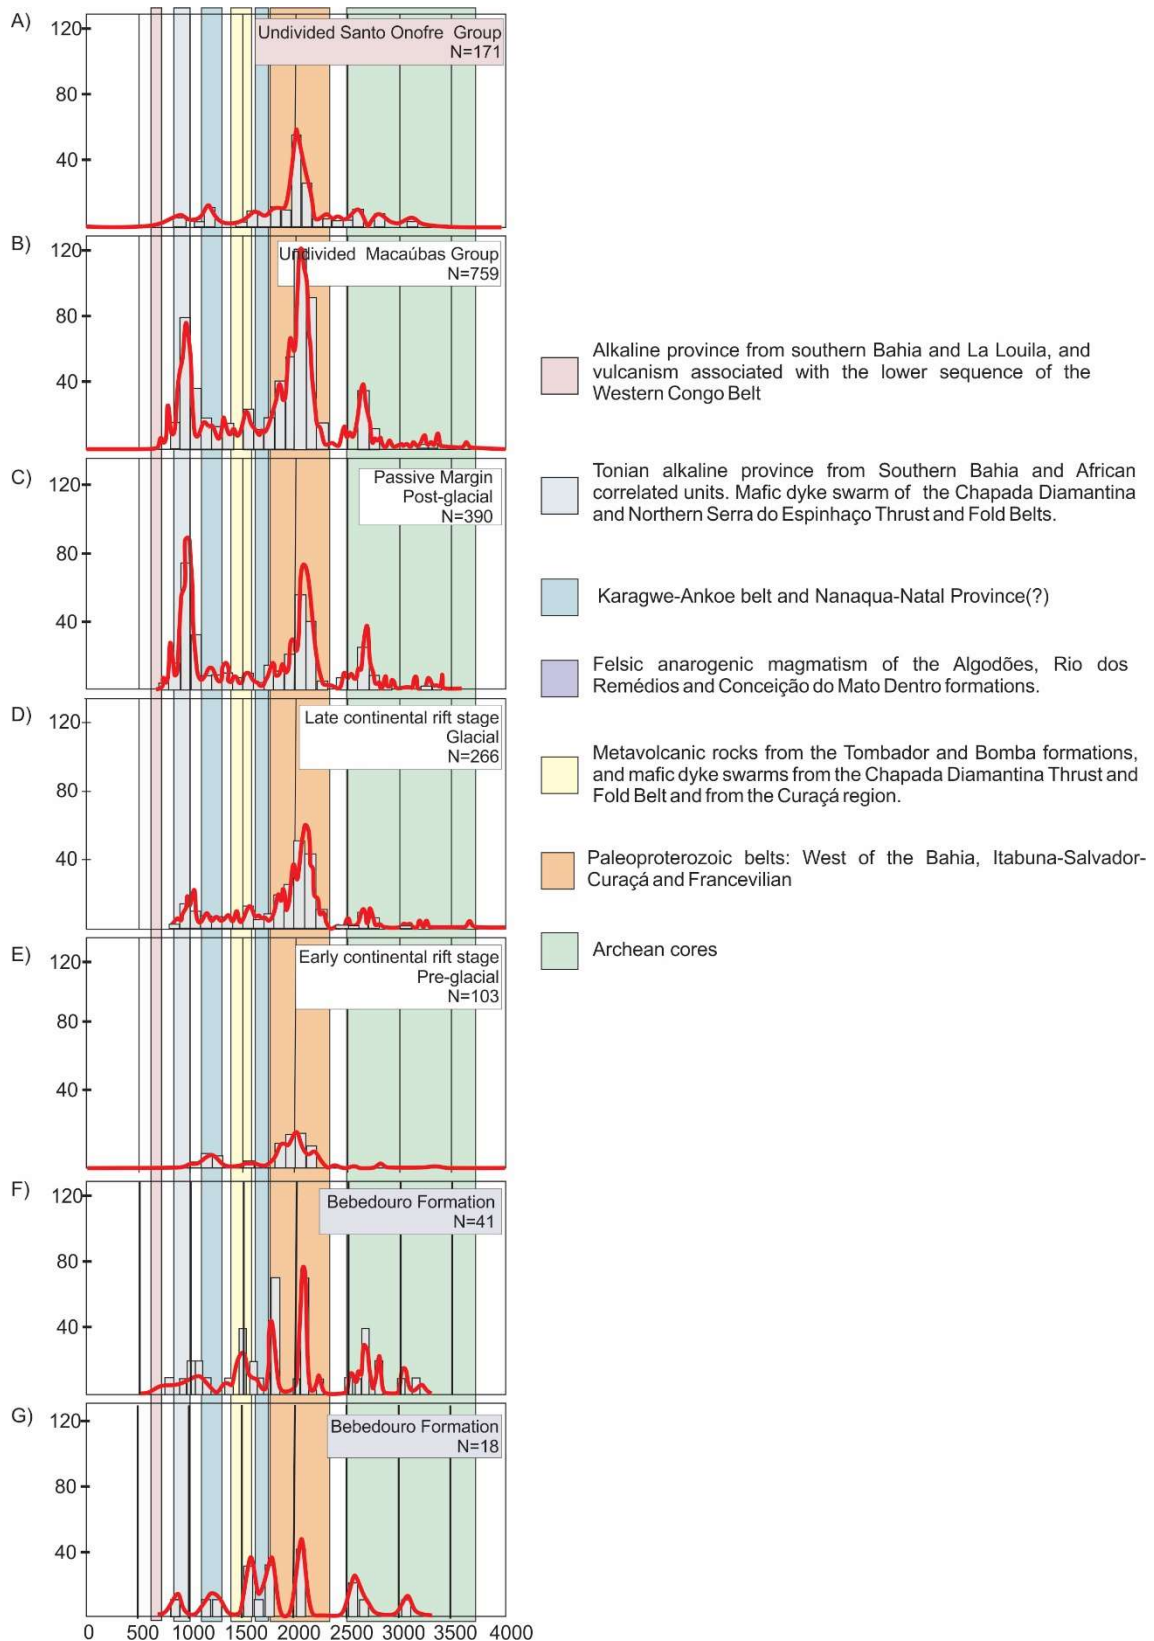 A)
120
80
40
Undivided Santo Onofre Group
N=171
B)
120
80
40
Undivided Macaúbas Group
N=759
C)
120
80
40
Passive Margin
Post-glacial
N=390
D)
120
80
40
Late continental rift stage
Glacial
N=266
E)
120
80
40
Early continental rift stage
Pre-glacial
N=103
F)
120
80
40
Bebedouro Formation
N=41
G)
120
80
40
Bebedouro Formation
N=18
0 500 1000 1500 2000 2500 3000 3500 4000
Alkaline province from southern Bahia and La Louila, and
vulcanism associated with the lower sequence of the
Western Congo Belt
Tonian alkaline province from Southern Bahia and African
correlated units. Mafic dyke swarm of the Chapada Diamantina
and Northern Serra do Espinhaço Thrust and Fold Belts.
Karagwe-Ankoe belt and Nanaqua-Natal Province(?)
Felsic anarogenic magmatism of the Algodões, Rio dos
Remédios and Conceição do Mato Dentro formations.
Metavolcanic rocks from the Tombador and Bomba formations,
and mafic dyke swarms from the Chapada Diamantina Thrust and
Fold Belt and from the Curaçá region.
Paleoproterozoic belts: West of the Bahia, Itabuna-Salvador-
Curaçá and Francevilian
Archean cores